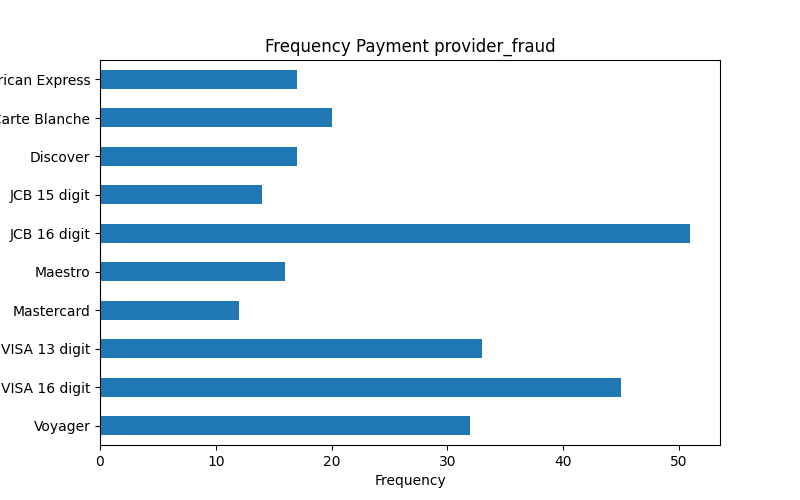 Frequency Payment provider_fraud
rican Express
Carte Blanche
Discover
JCB 15 digit
JCB 16 digit
Maestro
Mastercard
VISA 13 digit
VISA 16 digit
Voyager
0 10 20 30 40 50
Frequency